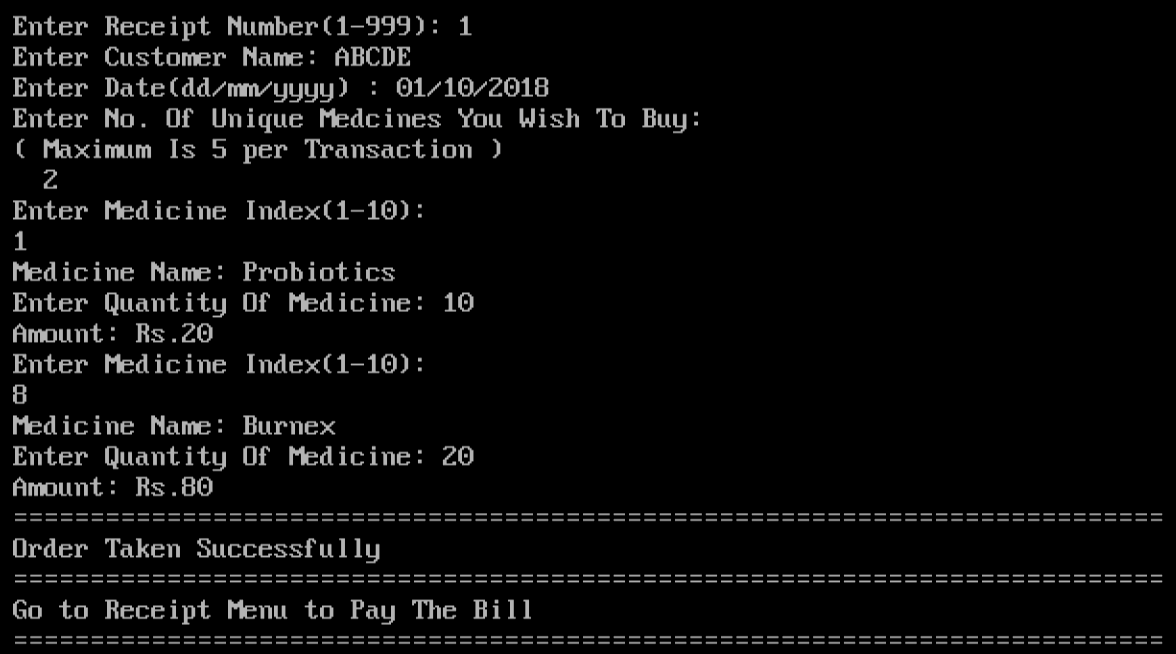 Enter Receipt Number(1-999): 1
Enter Customer Name: ABCDE
Enter Date(dd/mm/yyyy) : 01/10/2018
Enter No. Of Unique Medcines You Wish To Buy:
( Maximum Is 5 per Transaction )
2
Enter Medicine Index(1-10):
1
Medicine Name: Probiotics
Enter Quantity Of Medicine: 10
Amount: Rs.20
Enter Medicine Index(1-10):
8
Medicine Name: Burnex
Enter Quantity Of Medicine: 20
Amount: Rs.80
===========================================================================
Order Taken Successfully
===========================================================================
Go to Receipt Menu to Pay The Bill
===========================================================================